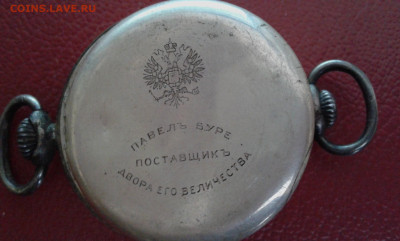 COINS.LAVE.RU
ПАВЕЛЪ БУРЕ
ПОСТАВЩИКЪ
ДВОРА ЕГО ВЕЛИЧЕСТВА